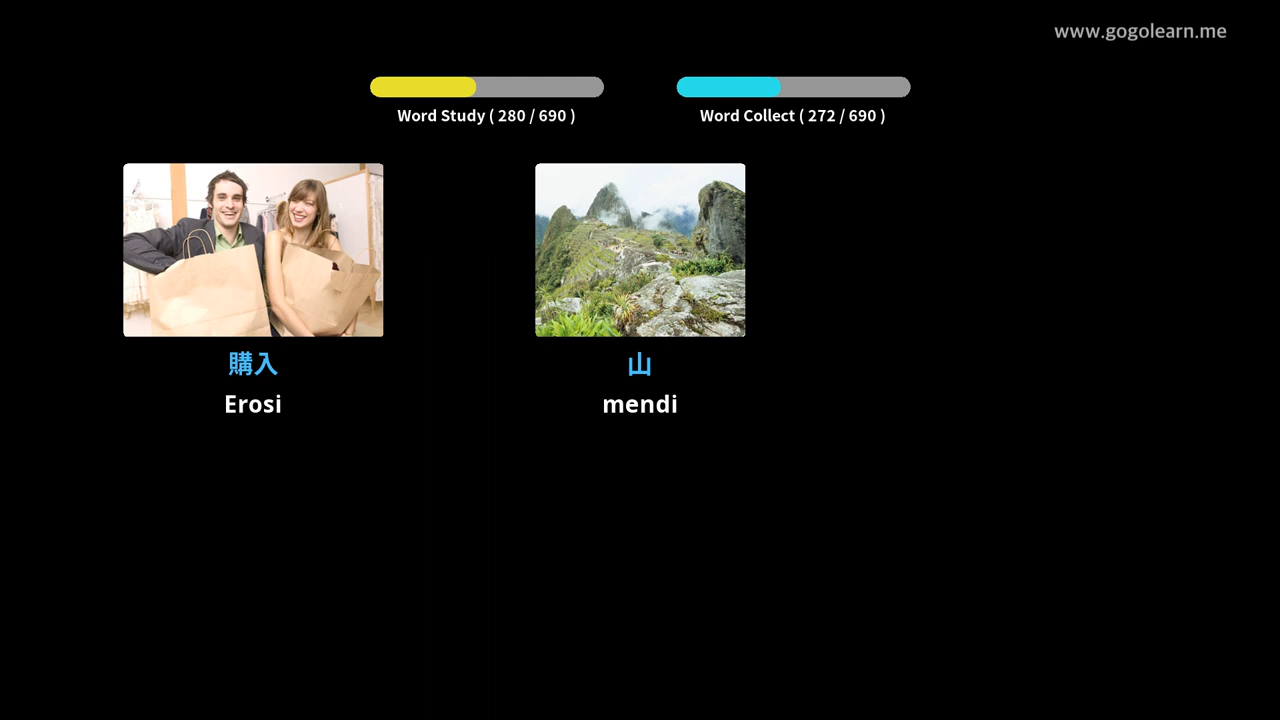 www.gogolearn.me
Word Study ( 280 / 690 )
Word Collect ( 272 / 690 )
購入
Erosi
山
mendi